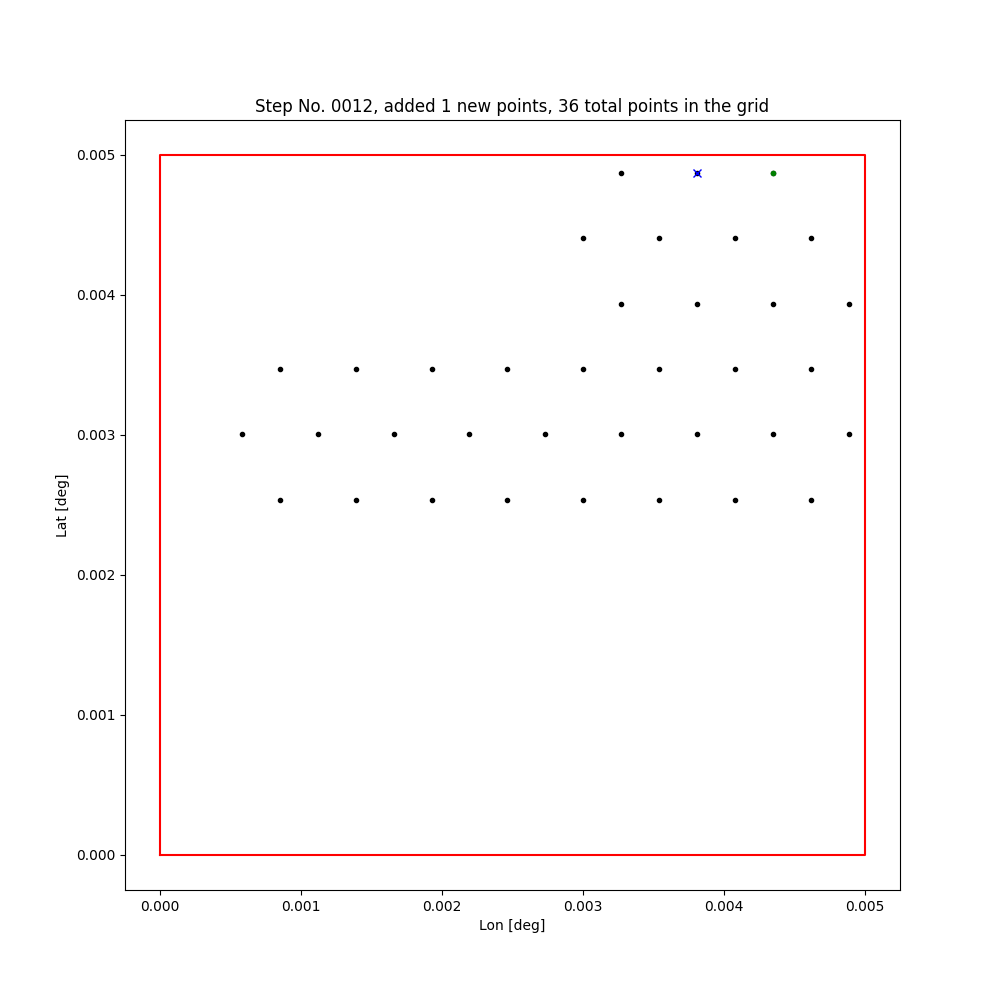 Step No. 0012, added 1 new points, 36 total points in the grid
0.005
0.004
0.003
0.002
0.001
0.000
Lat [deg]
0.000 0.001 0.002 0.003 0.004 0.005
Lon [deg]